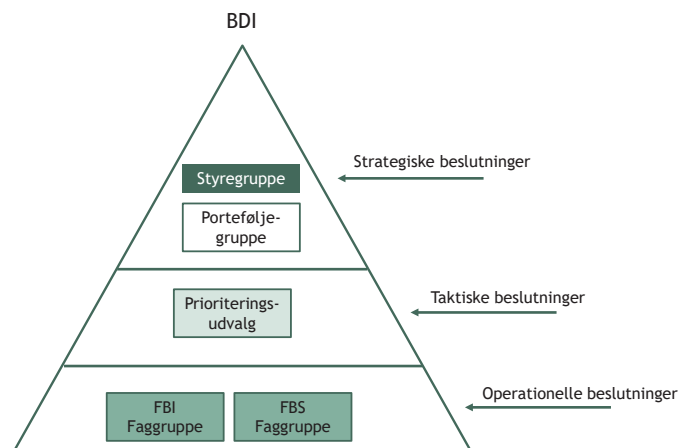 BDI
Strategiske beslutninger
Styregruppe
Portefølje-
gruppe
Taktiske beslutninger
Prioriterings-
udvalg
Operationelle beslutninger
FBI
Faggruppe
FBS
Faggruppe